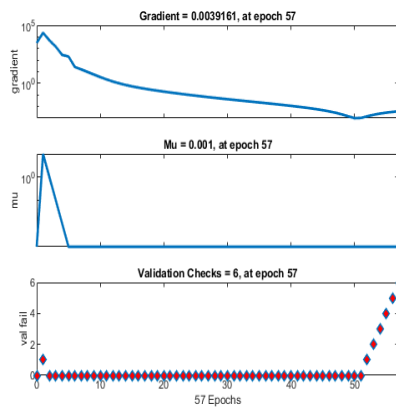 Gradient = 0.0039161, at epoch 57
10^5
10^0
gradient
Mu = 0.001, at epoch 57
10^0
mu
Validation Checks = 6, at epoch 57
6
4
2
0
val fail
0 10 20 30 40 50
57 Epochs